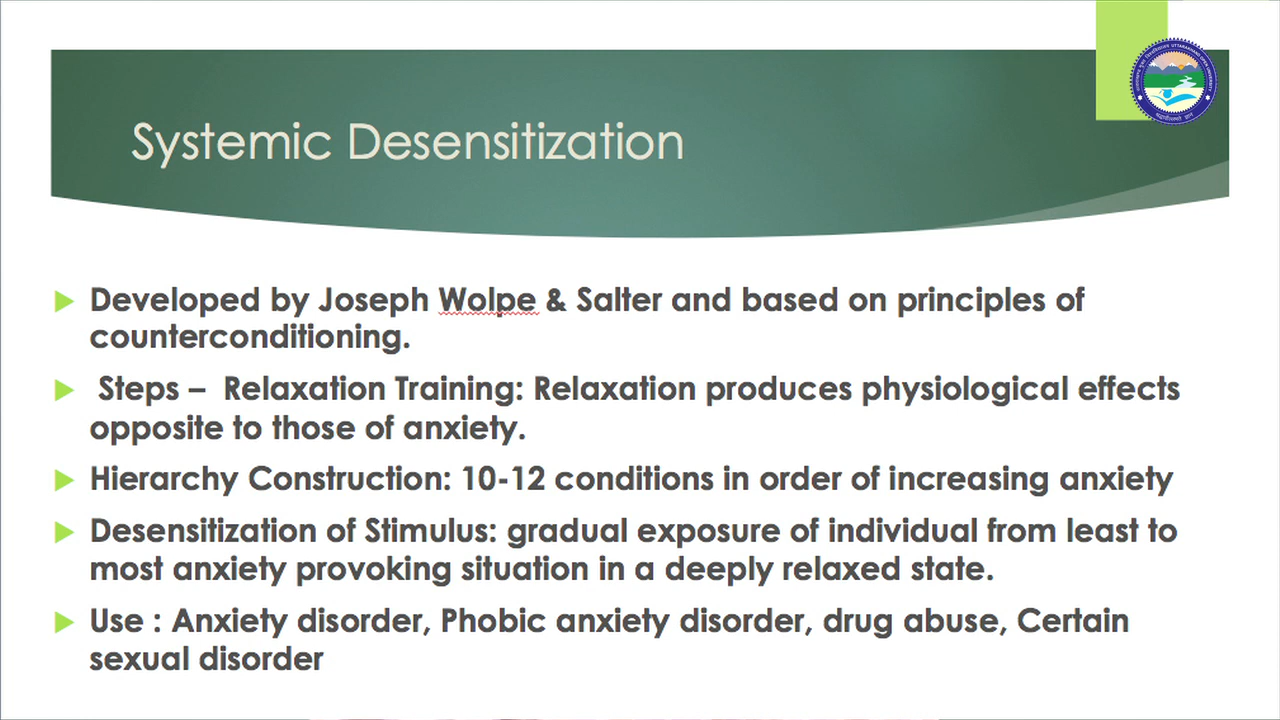 Systemic Desensitization
Developed by Joseph Wolpe & Salter and based on principles of
counterconditioning.
Steps – Relaxation Training: Relaxation produces physiological effects
opposite to those of anxiety.
Hierarchy Construction: 10-12 conditions in order of increasing anxiety
Desensitization of Stimulus: gradual exposure of individual from least to
most anxiety provoking situation in a deeply relaxed state.
Use : Anxiety disorder, Phobic anxiety disorder, drug abuse, Certain
sexual disorder